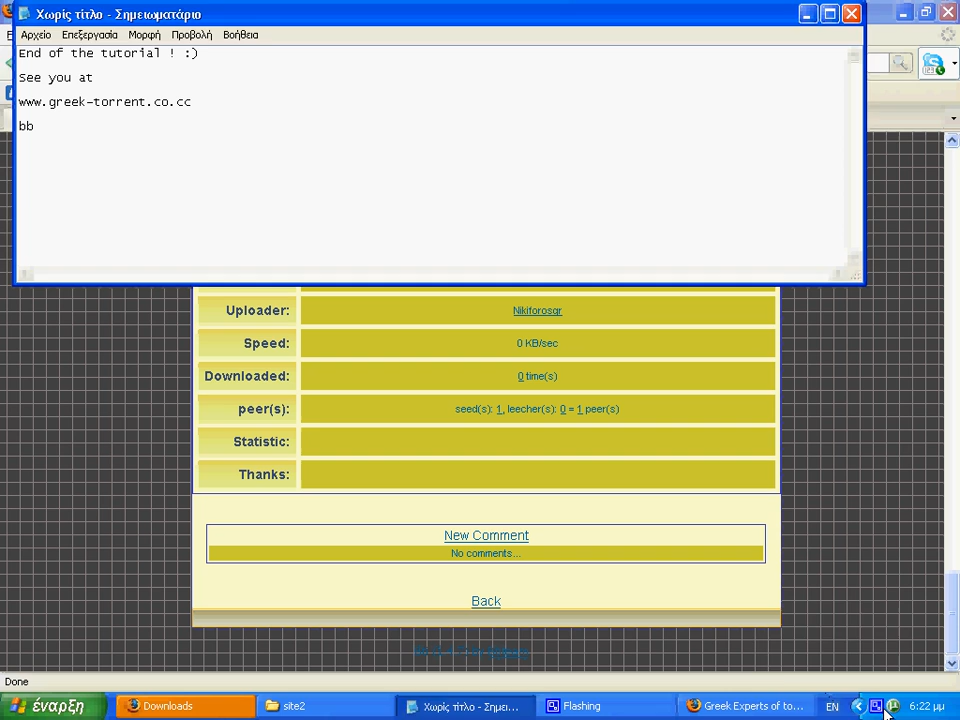 Χωρίς τίτλο - Σημειωματάριο
Αρχείο Επεξεργασία Μορφή Προβολή Βοήθεια
End of the tutorial ! :)
See you at
www.greek-torrent.co.cc
bb
Uploader: Nikiforosgr
Speed: 0 KB/sec
Downloaded: 0 time(s)
peer(s): seed(s): 1, leecher(s): 0 = 1 peer(s)
Statistic:
Thanks:
New Comment
No comments...
Back
Done
έναρξη Downloads site2 Χωρίς τίτλο - Σημε... Flashing Greek Experts of to... EN 6:22 μμ